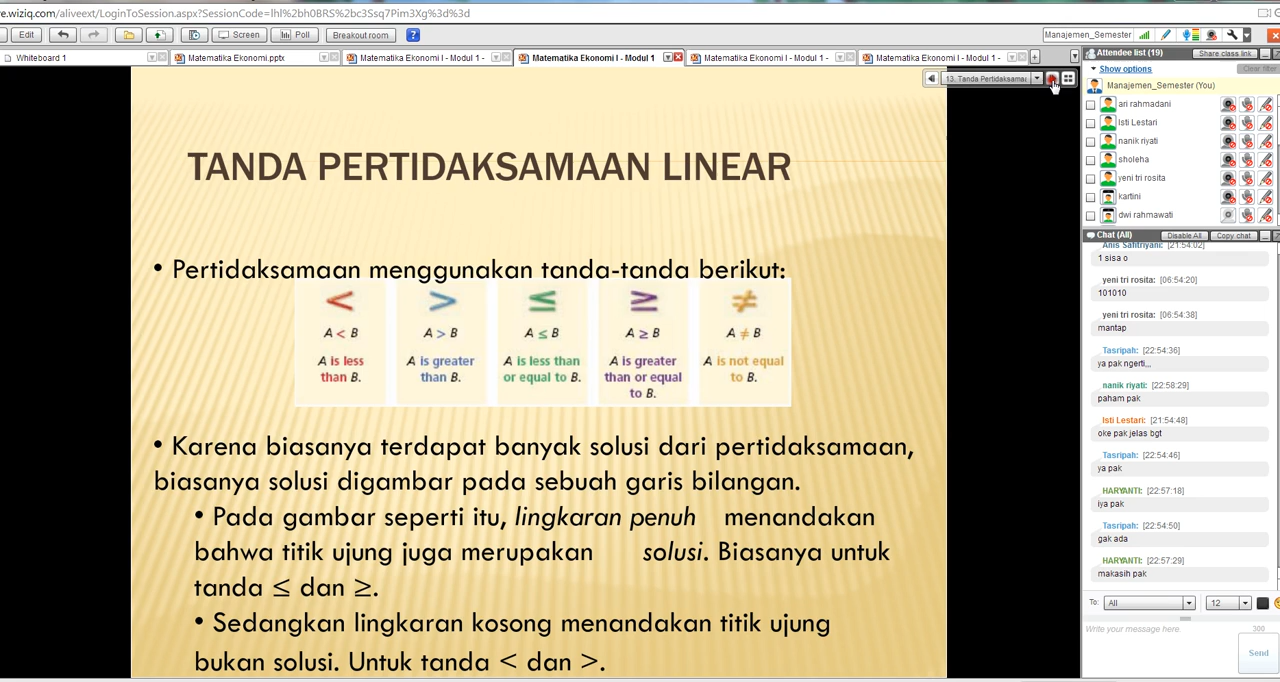 re.wiziq.com/aliveext/LoginToSession.aspx?SessionCode=lhl%2bh0BRS%2bc3Ssq7Pim3Xg%3d%3d
Edit
Screen
Poll
Breakout room
?
Manajemen_Semester
Whiteboard 1
Matematika Ekonomi.pptx
Matematika Ekonomi I - Modul 1 -
Matematika Ekonomi I - Modul 1
Matematika Ekonomi I - Modul 1 -
Matematika Ekonomi I - Modul 1 -
13. Tanda Pertidaksamaa
TANDA PERTIDAKSAMAAN LINEAR
• Pertidaksamaan menggunakan tanda-tanda berikut:
< > ≤ ≥ ≠
A < B
A is less
than B.
A > B
A is greater
than B.
A ≤ B
A is less than
or equal to B.
A ≥ B
A is greater
than or equal
to B.
A ≠ B
A is not equal
to B.
• Karena biasanya terdapat banyak solusi dari pertidaksamaan,
biasanya solusi digambar pada sebuah garis bilangan.
• Pada gambar seperti itu, lingkaran penuh menandakan
bahwa titik ujung juga merupakan solusi. Biasanya untuk
tanda ≤ dan ≥.
• Sedangkan lingkaran kosong menandakan titik ujung
bukan solusi. Untuk tanda < dan >.
Attendee list (19)
Share class link
Show options
Clear filter
Manajemen_Semester (You)
ari rahmadani
Isti Lestari
nanik riyati
sholeha
yeni tri rosita
kartini
dwi rahmawati
Chat (All)
Disable All
Copy chat
Anis Safitriyani: [21:54:02]
1 sisa o
yeni tri rosita: [06:54:20]
101010
yeni tri rosita: [06:54:38]
mantap
Tasripah: [22:54:36]
ya pak ngerti,,,
nanik riyati: [22:58:29]
paham pak
Isti Lestari: [21:54:48]
oke pak jelas bgt
Tasripah: [22:54:46]
ya pak
HARYANTI: [22:57:18]
iya pak
Tasripah: [22:54:50]
gak ada
HARYANTI: [22:57:29]
makasih pak
To: All
12
Write your message here.
300
Send